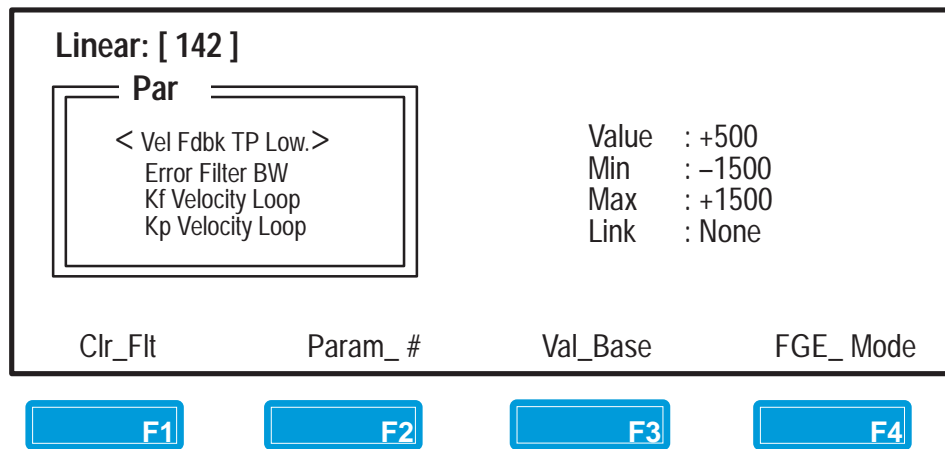 Linear: [ 142 ]
Par
< Vel Fdbk TP Low.>
Error Filter BW
Kf Velocity Loop
Kp Velocity Loop
Value : +500
Min : –1500
Max : +1500
Link : None
Clr_Flt Param_ # Val_Base FGE_ Mode
F1 F2 F3 F4